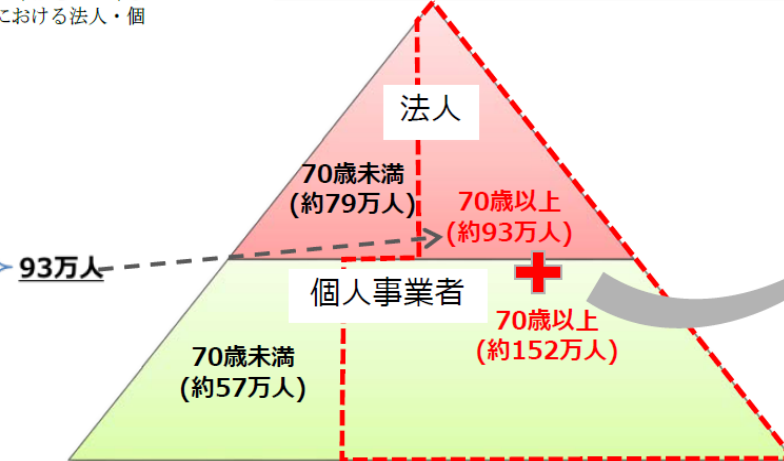 における法人・個
法人
70歳未満
(約79万人)
70歳以上
(約93万人)
93万人
個人事業者
70歳以上
(約152万人)
70歳未満
(約57万人)